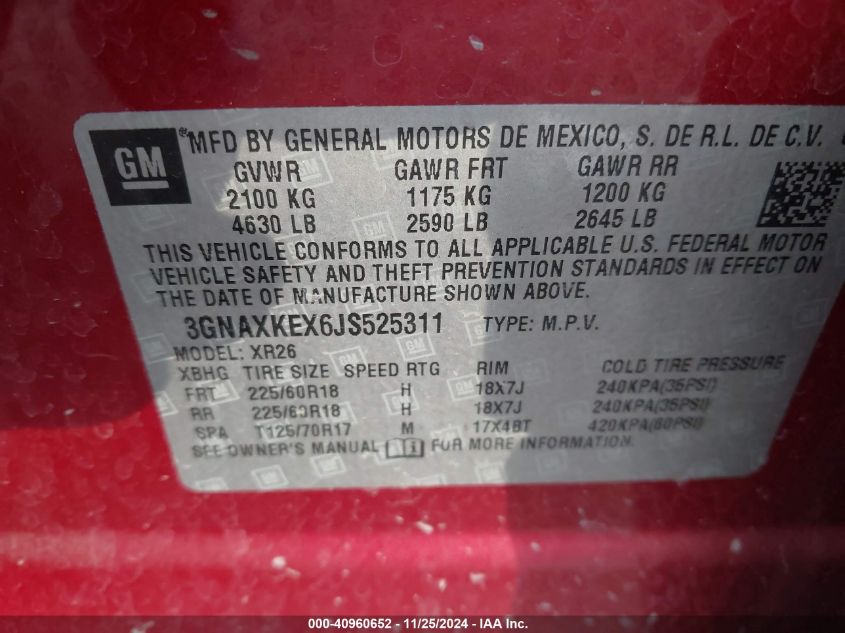 GM
®MFD BY GENERAL MOTORS DE MEXICO, S. DE R.L. DE C.V.
GVWR GAWR FRT GAWR RR
2100 KG 1175 KG 1200 KG
4630 LB 2590 LB 2645 LB
THIS VEHICLE CONFORMS TO ALL APPLICABLE U.S. FEDERAL MOTOR
VEHICLE SAFETY AND THEFT PREVENTION STANDARDS IN EFFECT ON
THE DATE OF MANUFACTURE SHOWN ABOVE.
3GNAXKEX6JS525311 TYPE: M.P.V.
MODEL: XR26
XBHG TIRE SIZE SPEED RTG RIM COLD TIRE PRESSURE
FRT 225/60R18 H 18X7J 240KPA(35PSI)
RR 225/60R18 H 18X7J 240KPA(35PSI)
SPA T125/70R17 M 17X4BT 420KPA(60PSI)
SEE OWNER'S MANUAL FOR MORE INFORMATION.
000-40960652 - 11/25/2024 - IAA Inc.